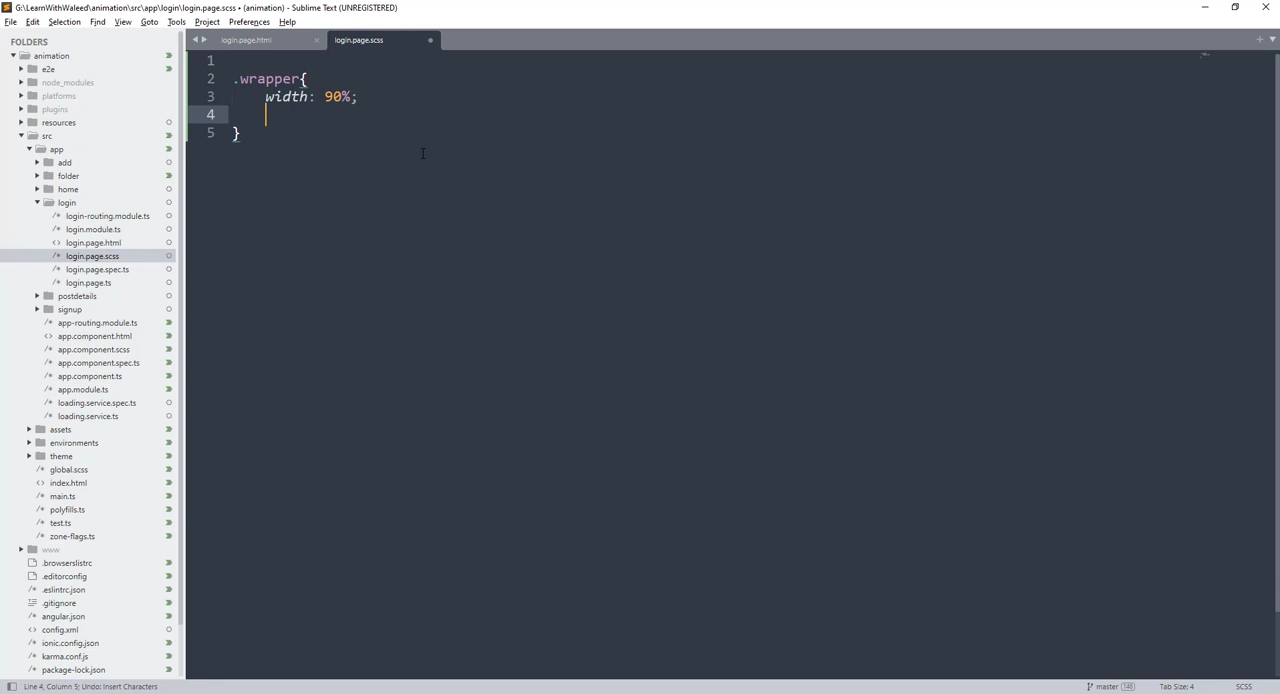 G:\LearnWithWaleed\animation\src\app\login\login.page.scss • (animation) - Sublime Text (UNREGISTERED)
File Edit Selection Find View Goto Tools Project Preferences Help
FOLDERS
animation
e2e
node_modules
platforms
plugins
resources
src
app
add
folder
home
login
login-routing.module.ts
login.module.ts
login.page.html
login.page.scss
login.page.spec.ts
login.page.ts
postdetails
signup
app-routing.module.ts
app.component.html
app.component.scss
app.component.spec.ts
app.component.ts
app.module.ts
loading.service.spec.ts
loading.service.ts
assets
environments
theme
global.scss
index.html
main.ts
polyfills.ts
test.ts
zone-flags.ts
www
.browserslistrc
.editorconfig
.eslintrc.json
.gitignore
angular.json
config.xml
ionic.config.json
karma.conf.js
package-lock.json
login.page.html login.page.scss
1
2 .wrapper{
3 width: 90%;
4
5 }
Line 4, Column 5; Undo: Insert Characters master 148 Tab Size: 4 SCSS